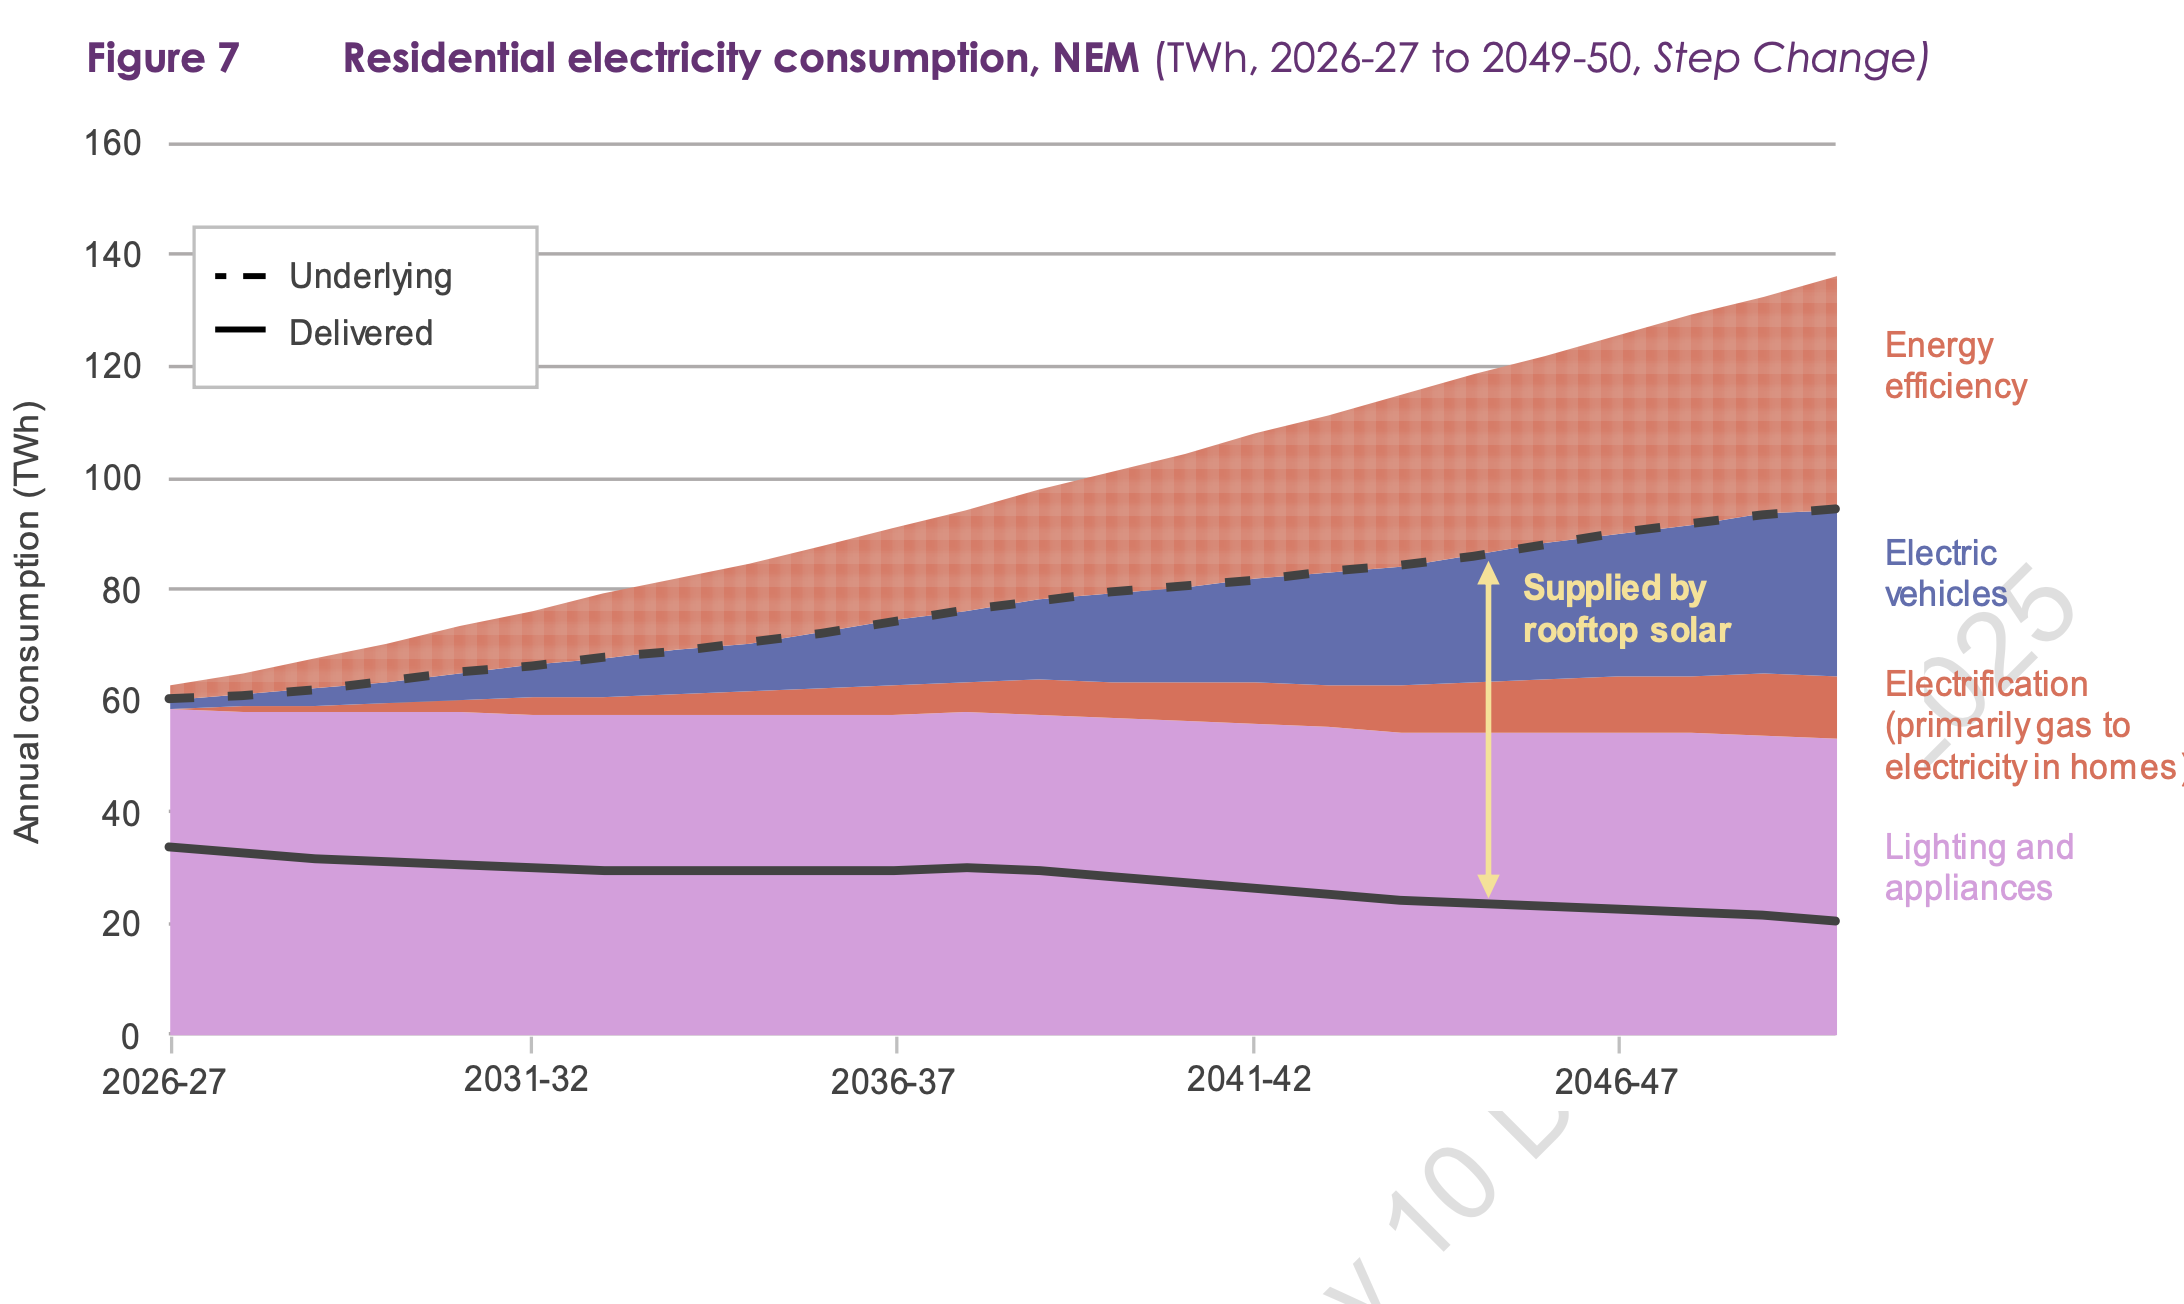 Figure 7 Residential electricity consumption, NEM (TWh, 2026-27 to 2049-50, Step Change)
160
140
120
100
80
60
40
20
0
Annual consumption (TWh)
Underlying
Delivered
Supplied by
rooftop solar
Energy
efficiency
Electric
vehicles
Electrification
(primarily gas to
electricity in homes)
Lighting and
appliances
2026-27
2031-32
2036-37
2041-42
2046-47
025
10